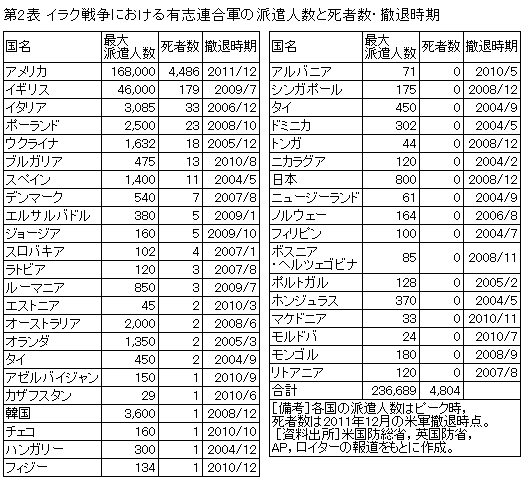 第2表 イラク戦争における有志連合軍の派遣人数と死者数・撤退時期
国名 最大派遣人数 死者数 撤退時期
アメリカ 168,000 4,486 2011/12
イギリス 46,000 179 2009/7
イタリア 3,085 33 2006/12
ポーランド 2,500 23 2008/10
ウクライナ 1,632 18 2005/12
ブルガリア 475 13 2010/8
スペイン 1,400 11 2004/5
デンマーク 540 7 2007/8
エルサルバドル 380 5 2009/1
ジョージア 160 5 2009/10
スロバキア 102 4 2007/1
ラトビア 120 3 2007/8
ルーマニア 850 3 2009/7
エストニア 45 2 2010/3
オーストラリア 2,000 2 2008/6
オランダ 1,350 2 2005/3
タイ 450 2 2004/9
アゼルバイジャン 150 1 2010/9
カザフスタン 29 1 2010/6
韓国 3,600 1 2008/12
チェコ 160 1 2010/10
ハンガリー 300 1 2004/12
フィジー 134 1 2010/12
国名 最大派遣人数 死者数 撤退時期
アルバニア 71 0 2010/5
シンガポール 175 0 2008/12
タイ 450 0 2004/9
ドミニカ 302 0 2004/5
トンガ 44 0 2008/12
ニカラグア 120 0 2004/2
日本 800 0 2008/12
ニュージーランド 61 0 2004/9
ノルウェー 164 0 2006/8
フィリピン 100 0 2004/7
ボスニア・ヘルツェゴビナ 85 0 2008/11
ポルトガル 128 0 2005/2
ホンジュラス 370 0 2004/5
マケドニア 33 0 2010/11
モルドバ 24 0 2010/7
モンゴル 180 0 2008/9
リトアニア 120 0 2007/8
合計 236,689 4,804
[備考]各国の派遣人数はピーク時,
死者数は2011年12月の米軍撤退時点。
[資料出所]米国防総省,英国防省,
AP,ロイターの報道をもとに作成。